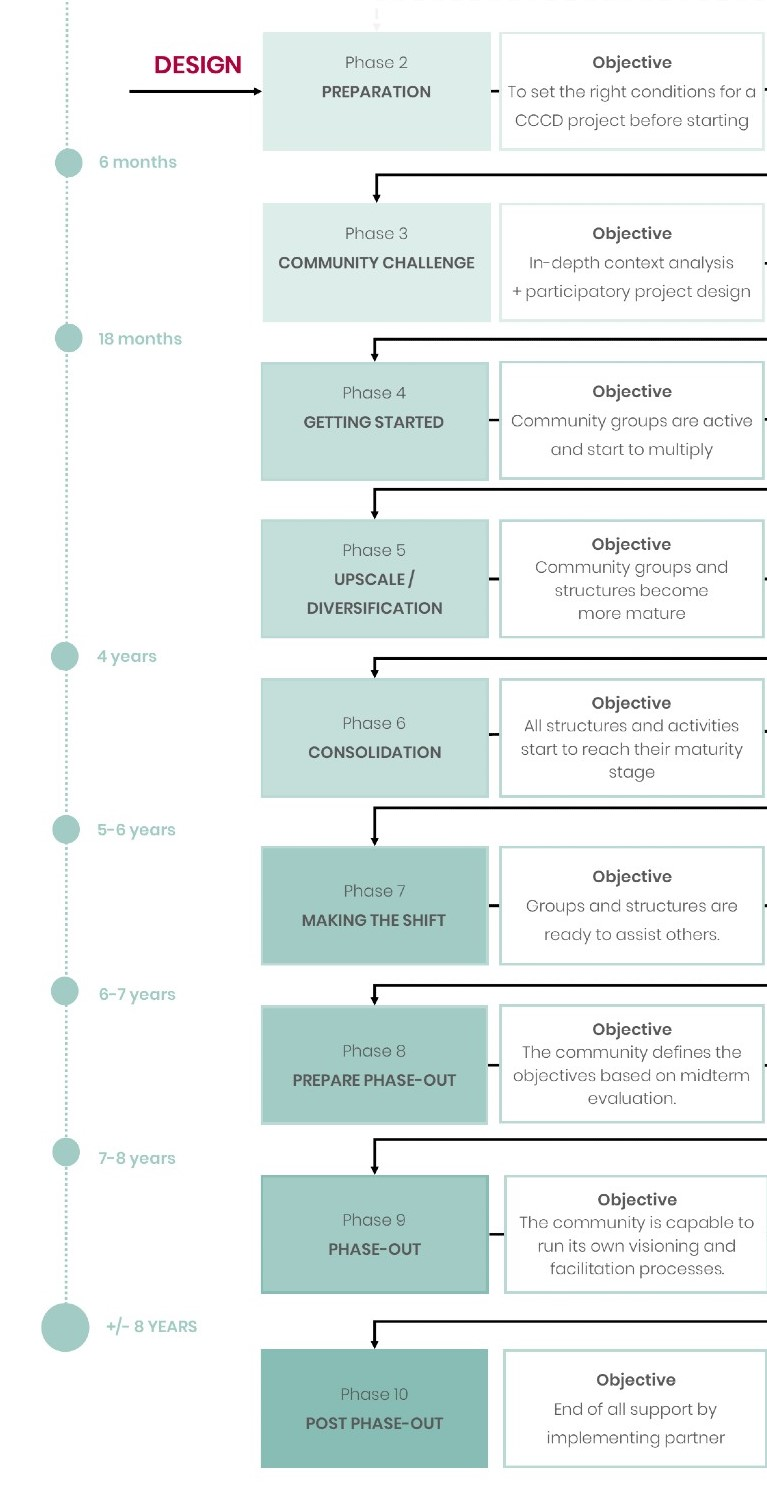 DESIGN
Phase 2
PREPARATION
Objective
To set the right conditions for a
CCCD project before starting
6 months
Phase 3
COMMUNITY CHALLENGE
Objective
In-depth context analysis
+ participatory project design
18 months
Phase 4
GETTING STARTED
Objective
Community groups are active
and start to multiply
Phase 5
UPSCALE /
DIVERSIFICATION
Objective
Community groups and
structures become
more mature
4 years
Phase 6
CONSOLIDATION
Objective
All structures and activities
start to reach their maturity
stage
5-6 years
Phase 7
MAKING THE SHIFT
Objective
Groups and structures are
ready to assist others.
6-7 years
Phase 8
PREPARE PHASE-OUT
Objective
The community defines the
objectives based on midterm
evaluation.
7-8 years
Phase 9
PHASE-OUT
Objective
The community is capable to
run its own visioning and
facilitation processes.
+/- 8 YEARS
Phase 10
POST PHASE-OUT
Objective
End of all support by
implementing partner